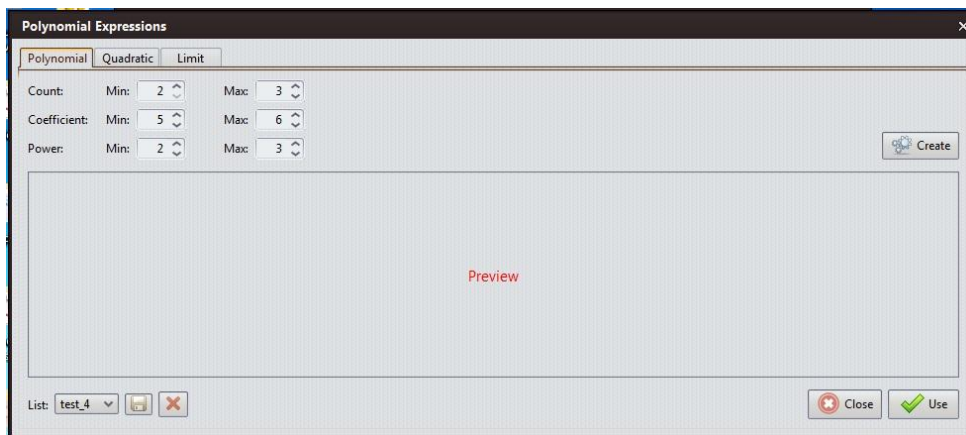 Polynomial Expressions
Polynomial Quadratic Limit
Count: Min: 2 Max: 3
Coefficient: Min: 5 Max: 6
Power: Min: 2 Max: 3
Create
Preview
List: test_4 Close Use